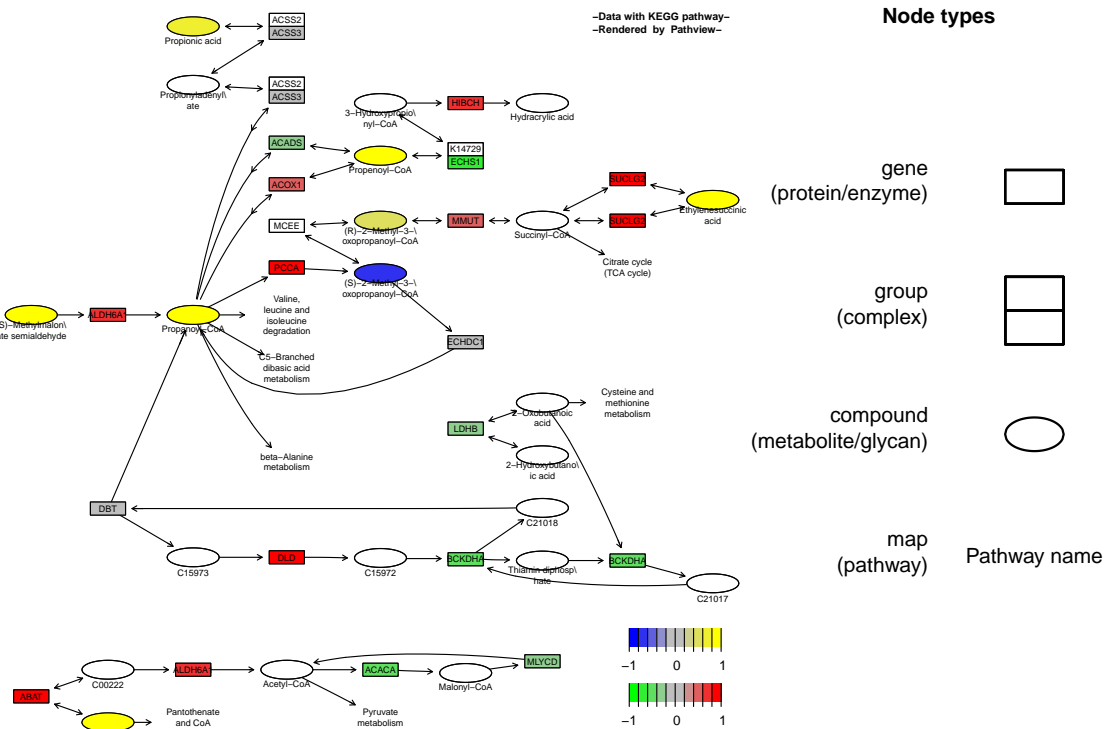 −Data with KEGG pathway−
−Rendered by Pathview−
Node types
ACSS2
ACSS3
Propionic acid
ACSS2
ACSS3
Propionyladenyl\
ate
3−Hydroxypropio\
nyl−CoA
HIBCH
Hydracrylic acid
ACADS
K14729
ECHS1
Propenoyl−CoA
ACOX1
SUCLG2
Ethylenesuccinic
acid
gene
(protein/enzyme)
MCEE
(R)−2−Methyl−3−\
oxopropanoyl−CoA
MMUT
Succinyl−CoA
SUCLG2
Citrate cycle
(TCA cycle)
PCCA
(S)−2−Methyl−3−\
oxopropanoyl−CoA
group
(complex)
S)−Methylmalon\
ate semialdehyde
ALDH6A1
Propanoyl−CoA
Valine,
leucine and
isoleucine
degradation
ECHDC1
C5−Branched
dibasic acid
metabolism
2−Oxobutanoic
acid
Cysteine and
methionine
metabolism
LDHB
compound
(metabolite/glycan)
beta−Alanine
metabolism
2−Hydroxybutano\
ic acid
DBT
C21018
C15973
DLD
C15972
BCKDHA
Thiamin diphosp\
hate
BCKDHA
C21017
map
(pathway)
Pathway name
−1 0 1
C00222
ALDH6A1
Acetyl−CoA
ACACA
Malonyl−CoA
MLYCD
ABAT
Pantothenate
and CoA
Pyruvate
metabolism
−1 0 1